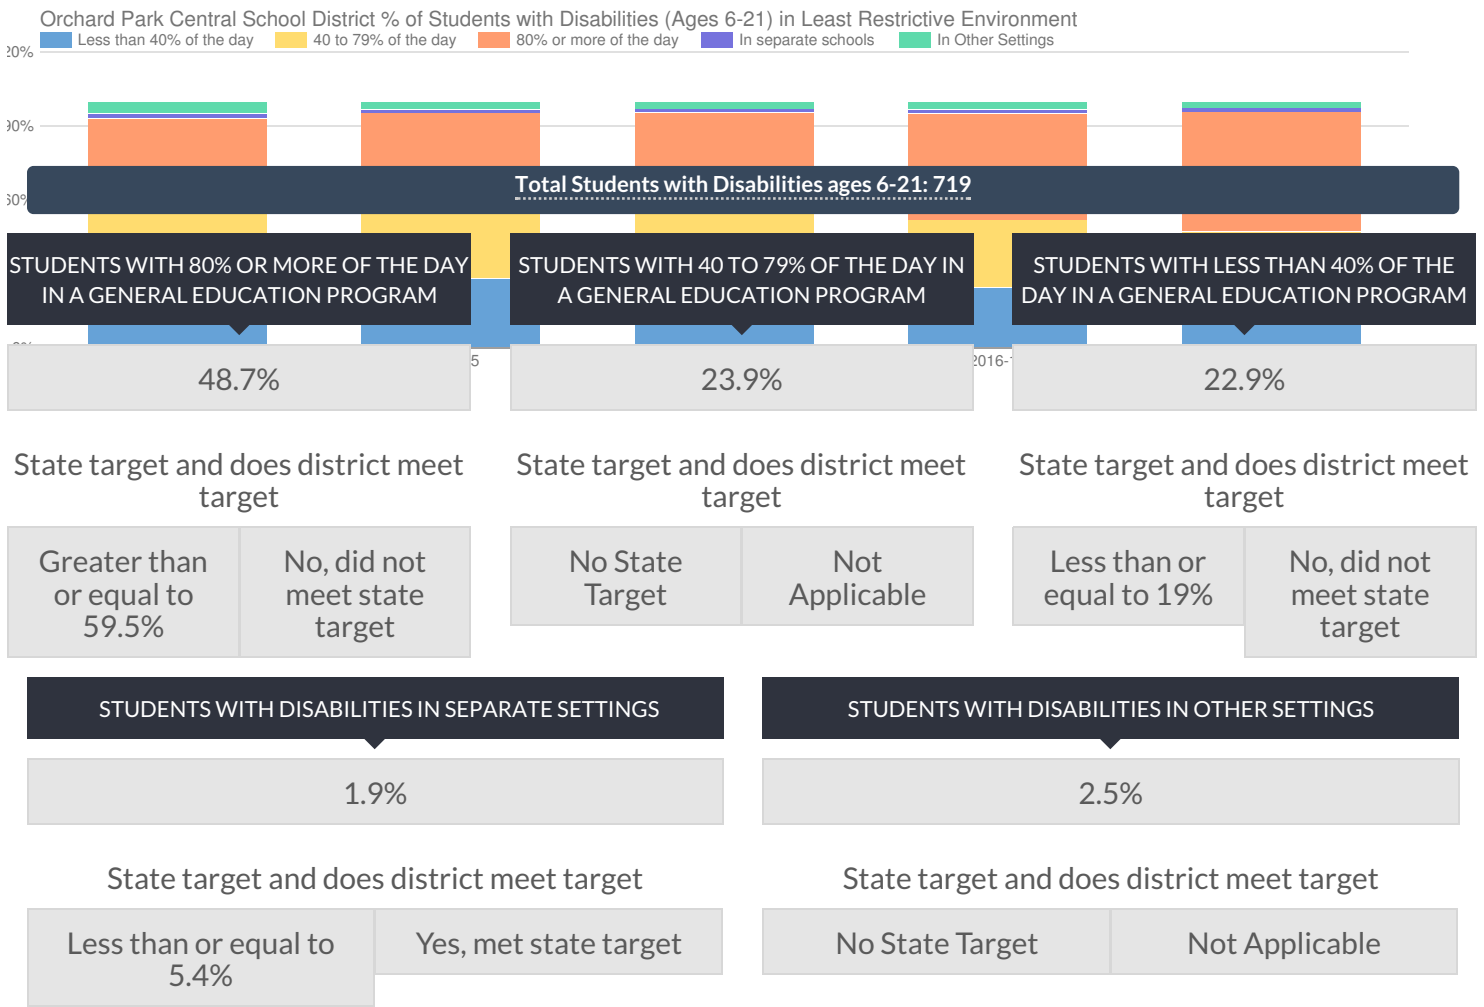 Orchard Park Central School District % of Students with Disabilities (Ages 6-21) in Least Restrictive Environment
Less than 40% of the day 40 to 79% of the day 80% or more of the day In separate schools In Other Settings
20%
90%
60%
Total Students with Disabilities ages 6-21: 719
STUDENTS WITH 80% OR MORE OF THE DAY
IN A GENERAL EDUCATION PROGRAM
STUDENTS WITH 40 TO 79% OF THE DAY IN
A GENERAL EDUCATION PROGRAM
STUDENTS WITH LESS THAN 40% OF THE
DAY IN A GENERAL EDUCATION PROGRAM
5
2016-1
48.7%
23.9%
22.9%
State target and does district meet
target
State target and does district meet
target
State target and does district meet
target
Greater than
or equal to
59.5%
No, did not
meet state
target
No State
Target
Not
Applicable
Less than or
equal to 19%
No, did not
meet state
target
STUDENTS WITH DISABILITIES IN SEPARATE SETTINGS
STUDENTS WITH DISABILITIES IN OTHER SETTINGS
1.9%
2.5%
State target and does district meet target
State target and does district meet target
Less than or equal to
5.4%
Yes, met state target
No State Target
Not Applicable